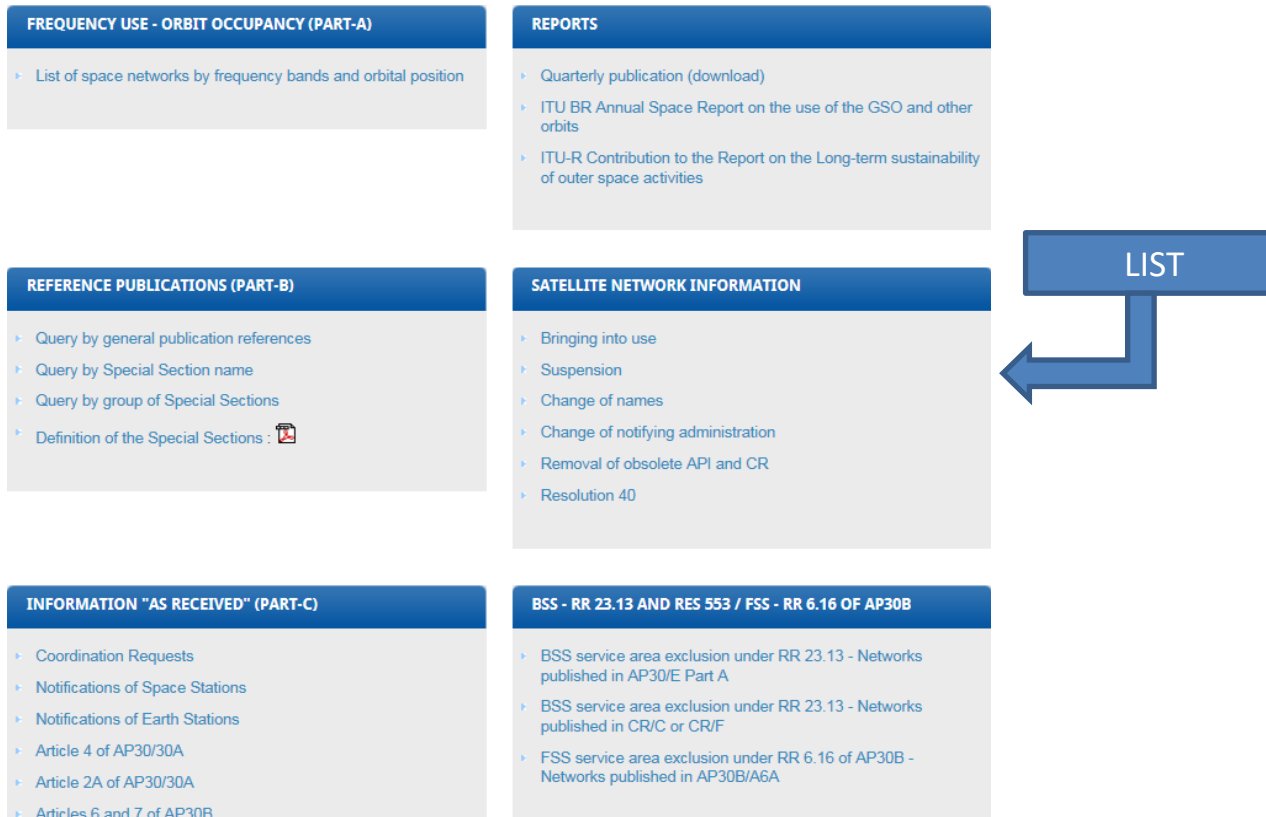 FREQUENCY USE - ORBIT OCCUPANCY (PART-A)
List of space networks by frequency bands and orbital position
REPORTS
Quarterly publication (download)
ITU BR Annual Space Report on the use of the GSO and other
orbits
ITU-R Contribution to the Report on the Long-term sustainability
of outer space activities
REFERENCE PUBLICATIONS (PART-B)
Query by general publication references
Query by Special Section name
Query by group of Special Sections
Definition of the Special Sections :
SATELLITE NETWORK INFORMATION
Bringing into use
Suspension
Change of names
Change of notifying administration
Removal of obsolete API and CR
Resolution 40
LIST
INFORMATION "AS RECEIVED" (PART-C)
Coordination Requests
Notifications of Space Stations
Notifications of Earth Stations
Article 4 of AP30/30A
Article 2A of AP30/30A
Articles 6 and 7 of AP30B
BSS - RR 23.13 AND RES 553 / FSS - RR 6.16 OF AP30B
BSS service area exclusion under RR 23.13 - Networks
published in AP30/E Part A
BSS service area exclusion under RR 23.13 - Networks
published in CR/C or CR/F
FSS service area exclusion under RR 6.16 of AP30B -
Networks published in AP30B/A6A